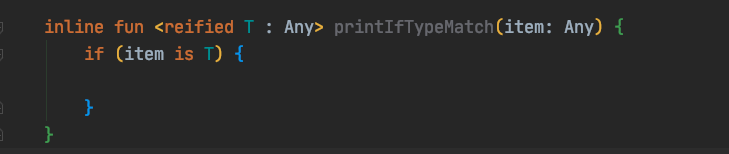 inline fun <reified T : Any> printIfTypeMatch(item: Any) {
    if (item is T) {
    }
}